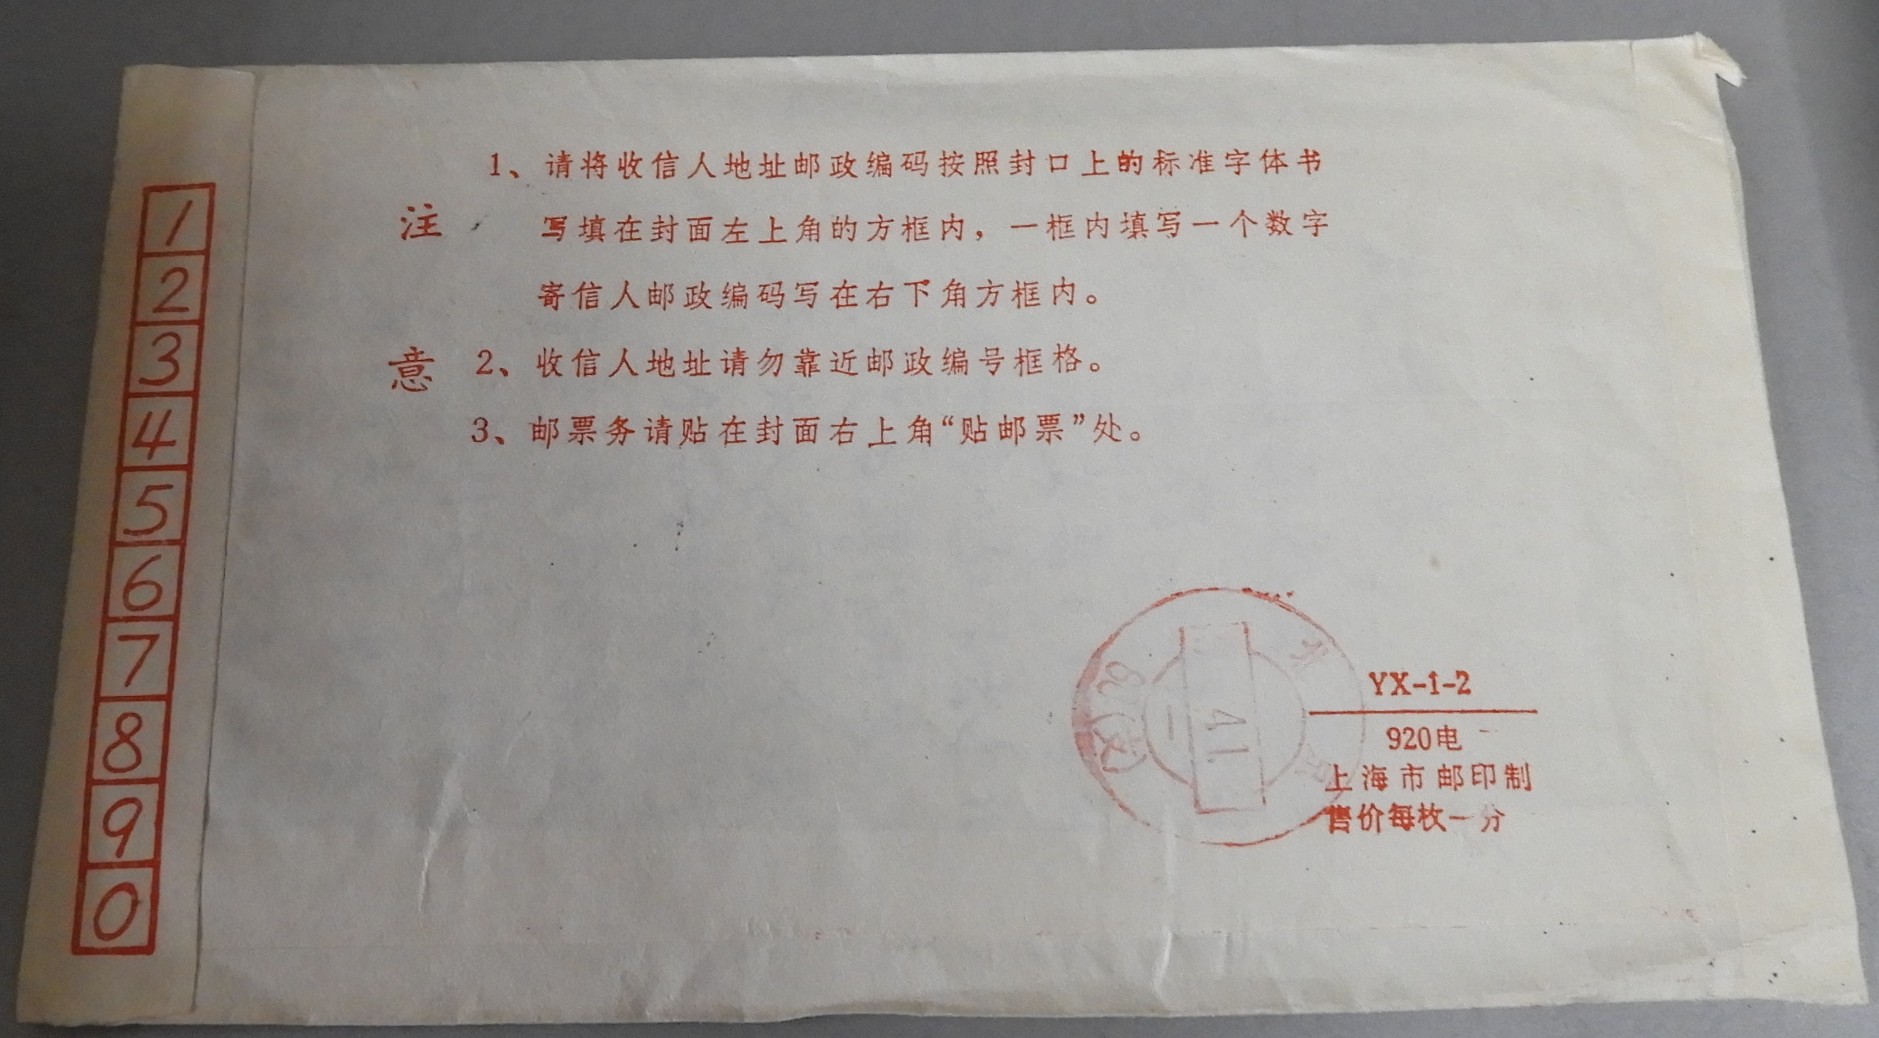 1
2
3
4
5
6
7
8
9
0
注意
1、请将收信人地址邮政编码按照封口上的标准字体书
写填在封面左上角的方框内，一框内填写一个数字
寄信人邮政编码写在右下角方框内。
2、收信人地址请勿靠近邮政编号框格。
3、邮票务请贴在封面右上角“贴邮票”处。
YX-1-2
920电
上海市邮印制
售价每枚一分